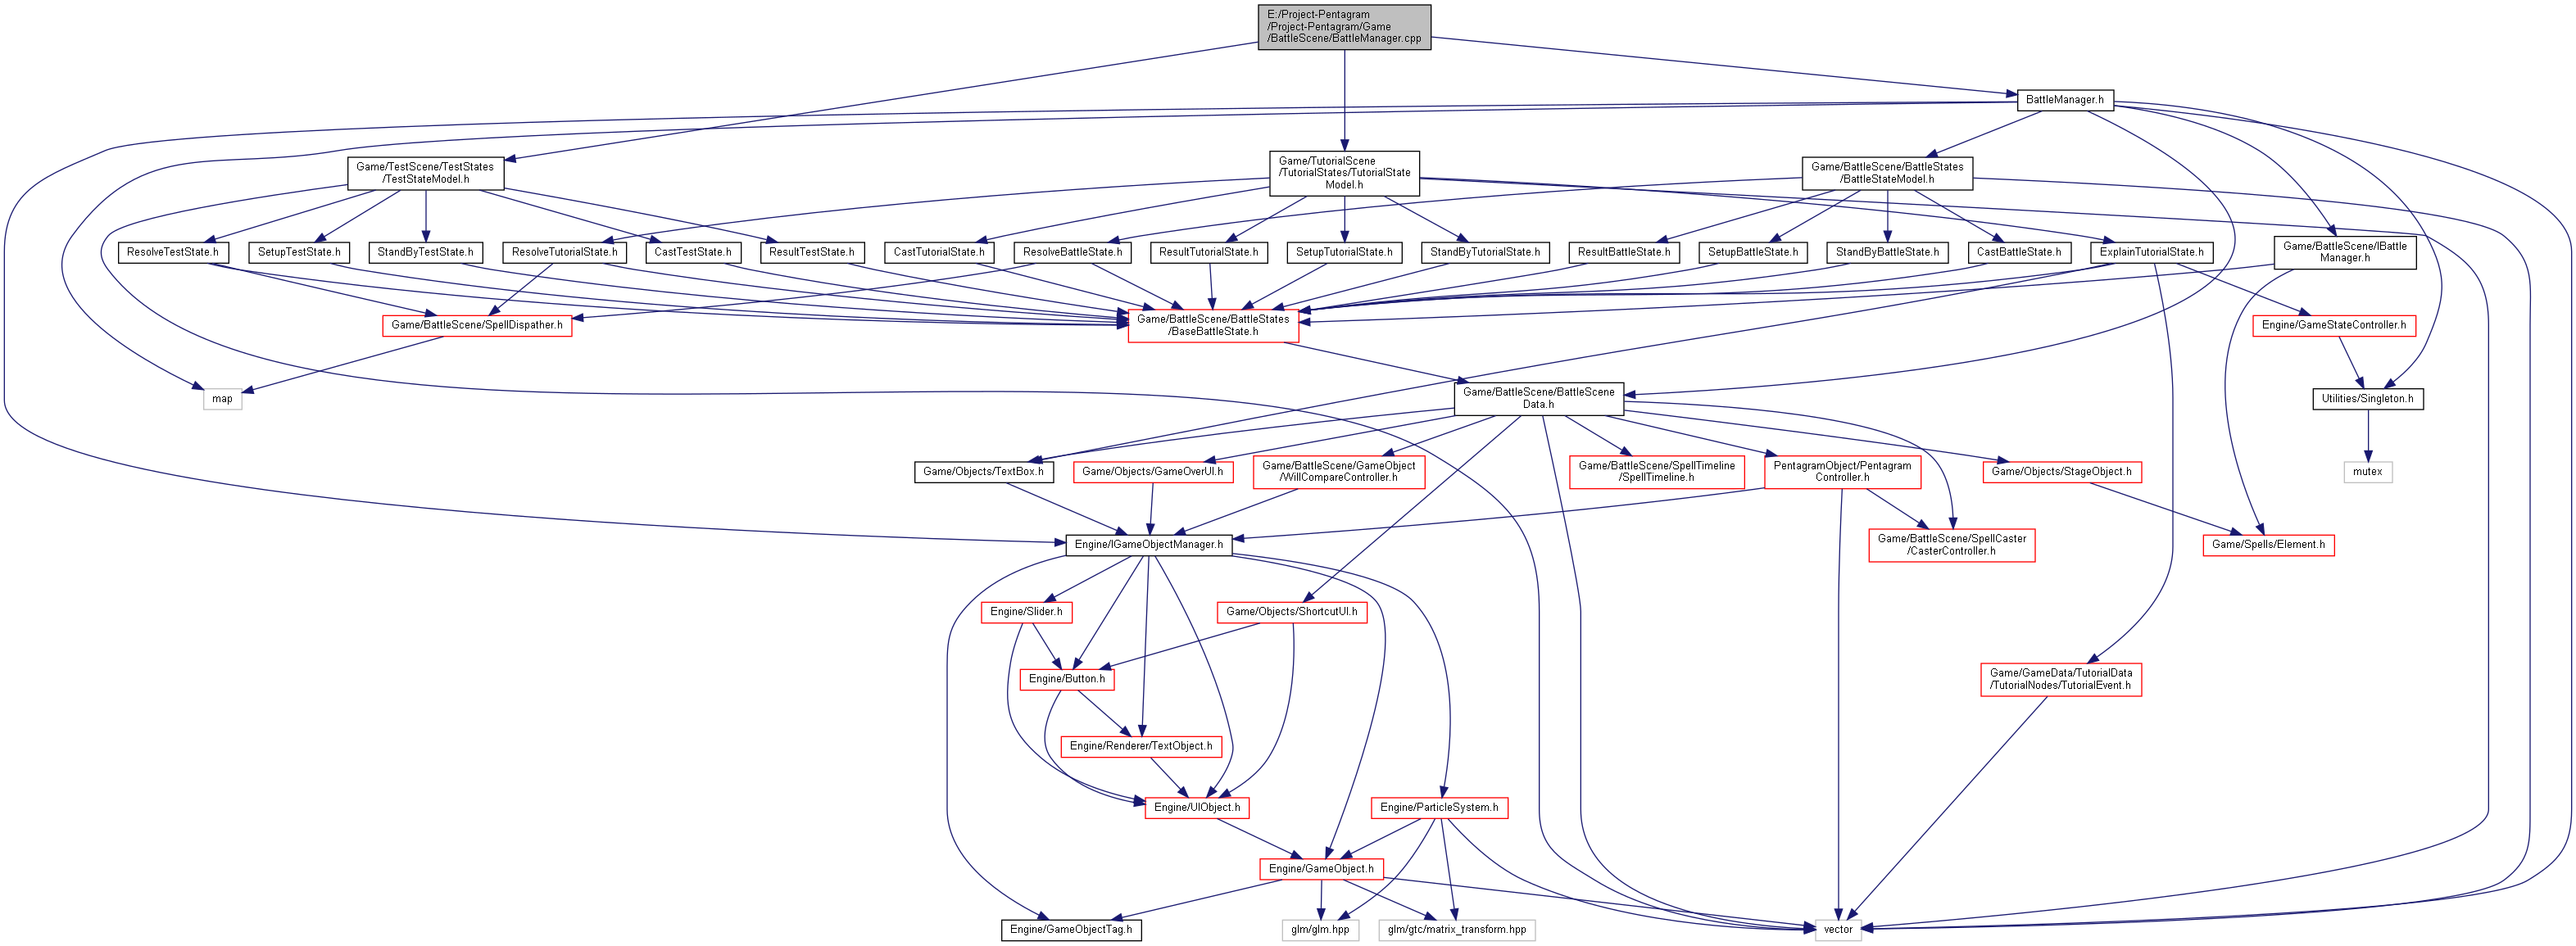 E:/Project-Pentagram
/Project-Pentagram/Game
/BattleScene/BattleManager.cpp
BattleManager.h
Game/TestScene/TestStates
/TestStateModel.h
Game/TutorialScene
/TutorialStates/TutorialState
Model.h
Game/BattleScene/BattleStates
/BattleStateModel.h
ResolveTestState.h
SetupTestState.h
StandByTestState.h
ResolveTutorialState.h
CastTestState.h
ResultTestState.h
CastTutorialState.h
ResolveBattleState.h
ResultTutorialState.h
SetupTutorialState.h
StandByTutorialState.h
ResultBattleState.h
SetupBattleState.h
StandByBattleState.h
CastBattleState.h
ExplainTutorialState.h
Game/BattleScene/IBattle
Manager.h
Game/BattleScene/SpellDispather.h
Game/BattleScene/BattleStates
/BaseBattleState.h
Engine/GameStateController.h
map
Game/BattleScene/BattleScene
Data.h
Utilities/Singleton.h
Game/Objects/TextBox.h
Game/Objects/GameOverUI.h
Game/BattleScene/GameObject
/WillCompareController.h
Game/BattleScene/SpellTimeline
/SpellTimeline.h
PentagramObject/Pentagram
Controller.h
Game/Objects/StageObject.h
mutex
Engine/IGameObjectManager.h
Game/BattleScene/SpellCaster
/CasterController.h
Game/Spells/Element.h
Engine/Slider.h
Game/Objects/ShortcutUI.h
Engine/Button.h
Game/GameData/TutorialData
/TutorialNodes/TutorialEvent.h
Engine/Renderer/TextObject.h
Engine/UIObject.h
Engine/ParticleSystem.h
Engine/GameObject.h
Engine/GameObjectTag.h
glm/glm.hpp
glm/gtc/matrix_transform.hpp
vector